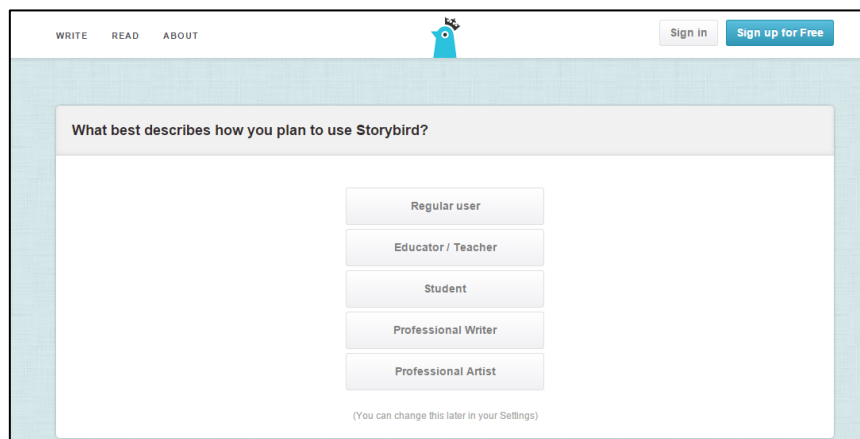 WRITE READ ABOUT Sign in Sign up for Free
What best describes how you plan to use Storybird?
Regular user
Educator / Teacher
Student
Professional Writer
Professional Artist
(You can change this later in your Settings)